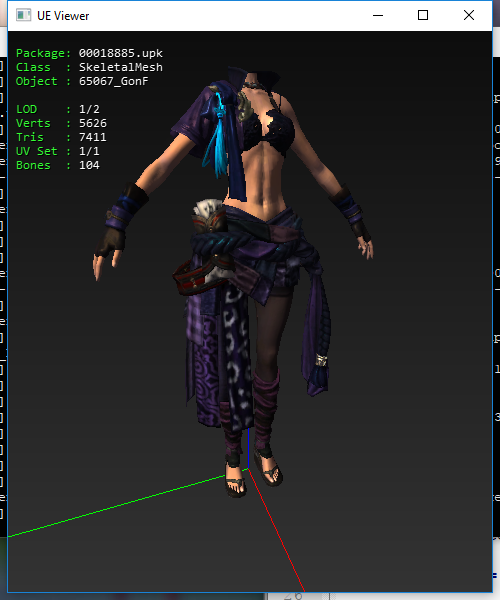 UE Viewer
Package: 00018885.upk
Class  : SkeletalMesh
Object : 65067_GonF
LOD    : 1/2
Verts  : 5626
Tris   : 7411
UV Set : 1/1
Bones  : 104